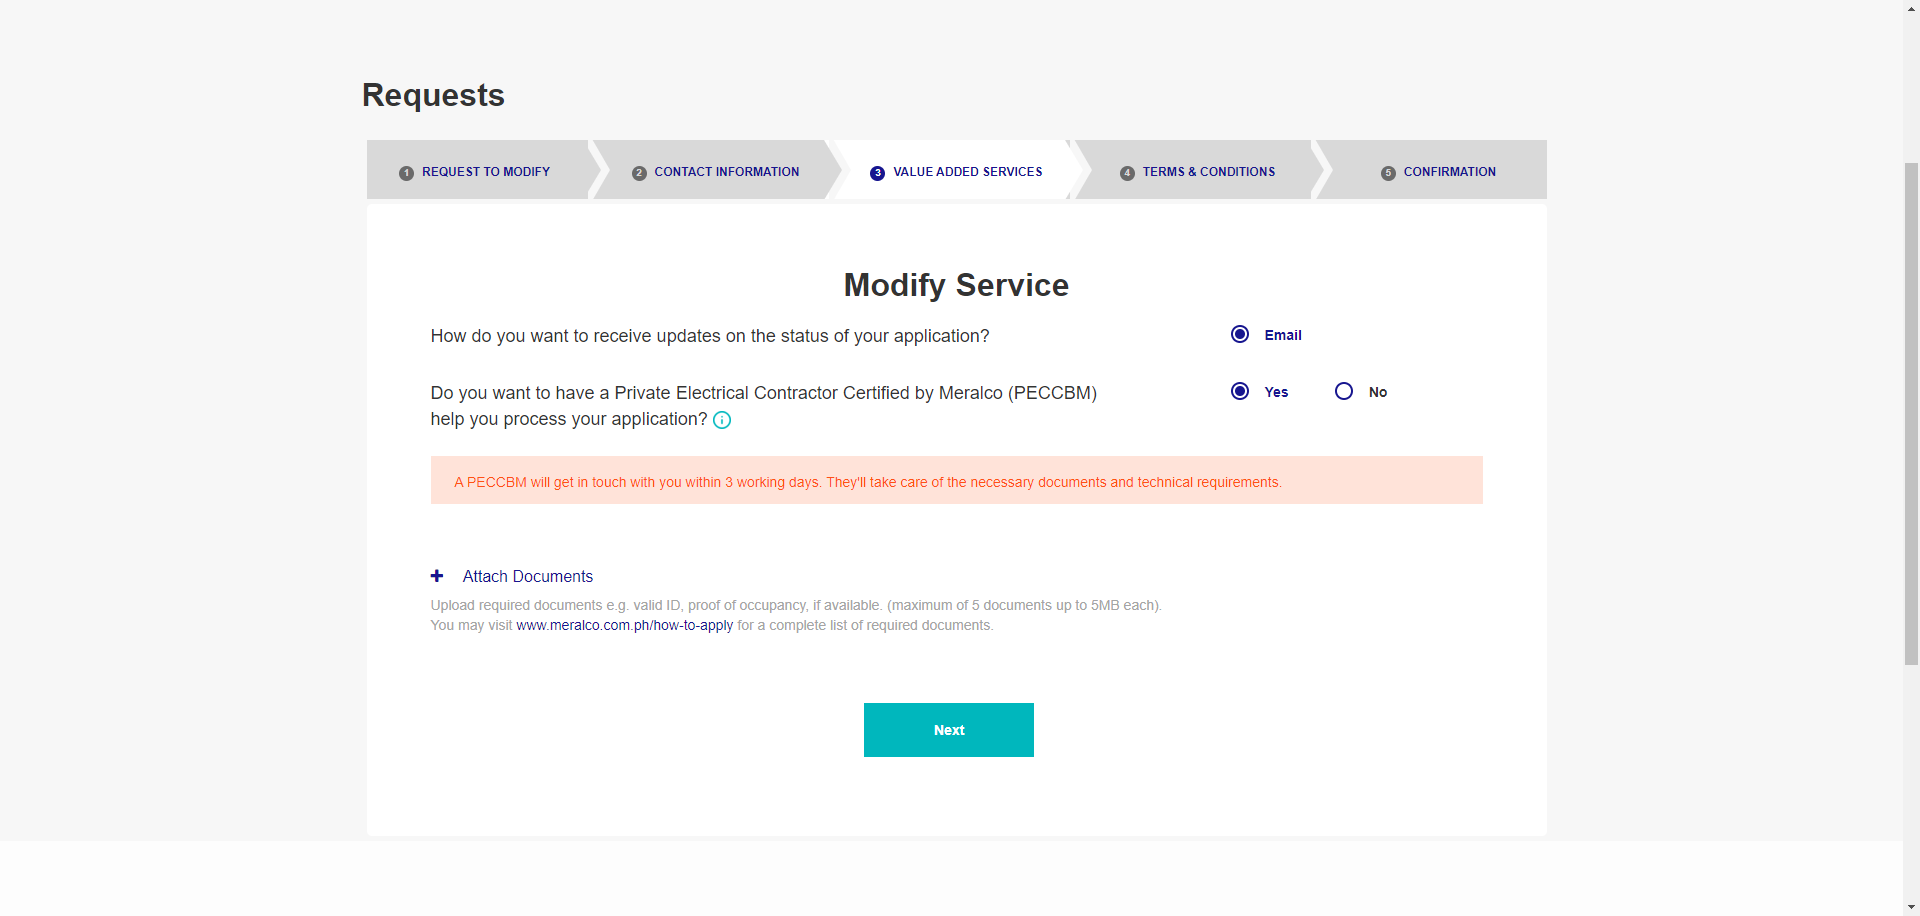 Requests
1 REQUEST TO MODIFY
2 CONTACT INFORMATION
3 VALUE ADDED SERVICES
4 TERMS & CONDITIONS
5 CONFIRMATION
Modify Service
How do you want to receive updates on the status of your application?
Email
Do you want to have a Private Electrical Contractor Certified by Meralco (PECCBM)
help you process your application?
Yes
No
A PECCBM will get in touch with you within 3 working days. They'll take care of the necessary documents and technical requirements.
Attach Documents
Upload required documents e.g. valid ID, proof of occupancy, if available. (maximum of 5 documents up to 5MB each).
You may visit www.meralco.com.ph/how-to-apply for a complete list of required documents.
Next